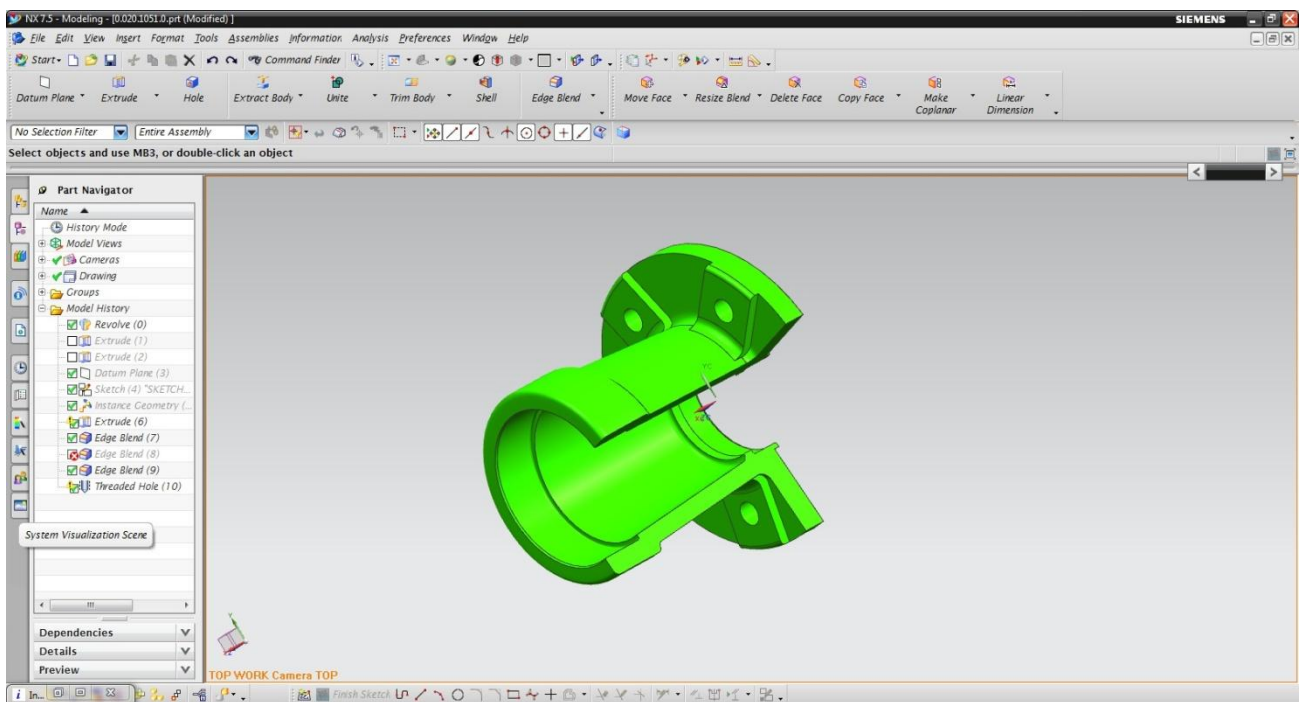 NX 7.5 - Modeling - [0.020.1051.0.prt (Modified) ] SIEMENS
File Edit View Insert Format Tools Assemblies Information Analysis Preferences Window Help
Start Command Finder
Datum Plane Extrude Hole Extract Body Unite Trim Body Shell Edge Blend Move Face Resize Blend Delete Face Copy Face Make Coplanar Linear Dimension
No Selection Filter Entire Assembly
Select objects and use MB3, or double-click an object
Part Navigator
Name
History Mode
Model Views
Cameras
Drawing
Groups
Model History
Revolve (0)
Extrude (1)
Extrude (2)
Datum Plane (3)
Sketch (4) "SKETCH...
Instance Geometry (...
Extrude (6)
Edge Blend (7)
Edge Blend (8)
Edge Blend (9)
Threaded Hole (10)
System Visualization Scene
Dependencies
Details
Preview
YC
TOP WORK Camera TOP
In... Finish Sketch